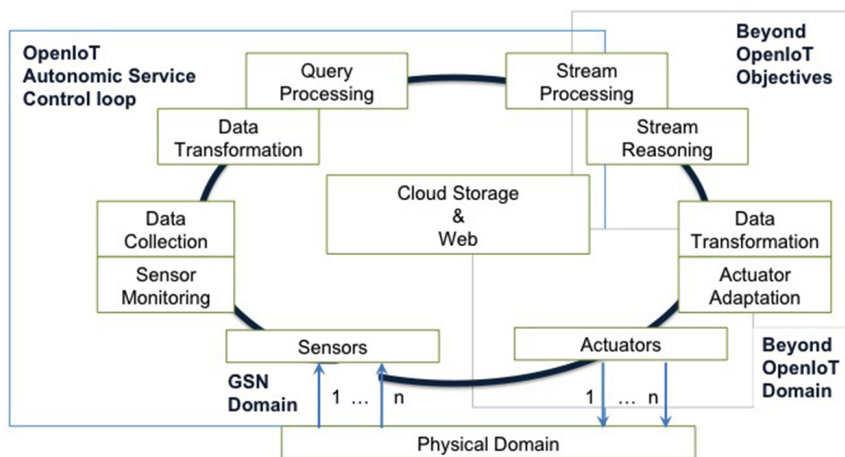 OpenIoT
Autonomic Service
Control loop
Beyond
OpenIoT
Objectives
Query
Processing
Stream
Processing
Data
Transformation
Stream
Reasoning
Cloud Storage
&
Web
Data
Collection
Sensor
Monitoring
Data
Transformation
Actuator
Adaptation
Sensors
Actuators
GSN
Domain
1 … n
1 … n
Beyond
OpenIoT
Domain
Physical Domain